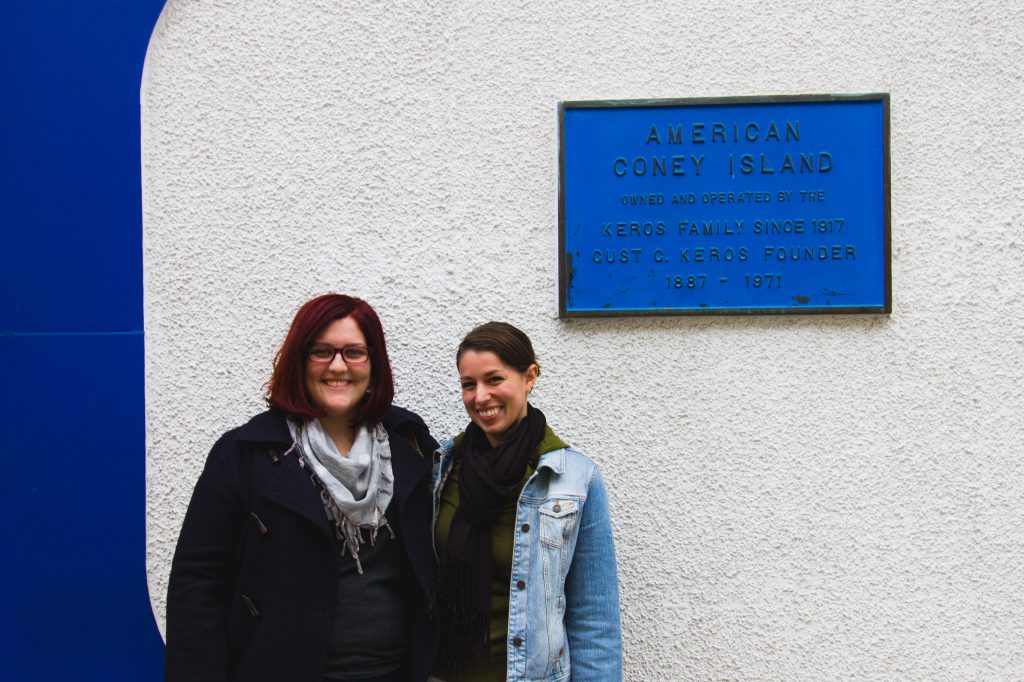 AMERICAN
CONEY ISLAND
OWNED AND OPERATED BY THE
KEROS FAMILY SINCE 1917
GUST G. KEROS FOUNDER
1887 - 1971